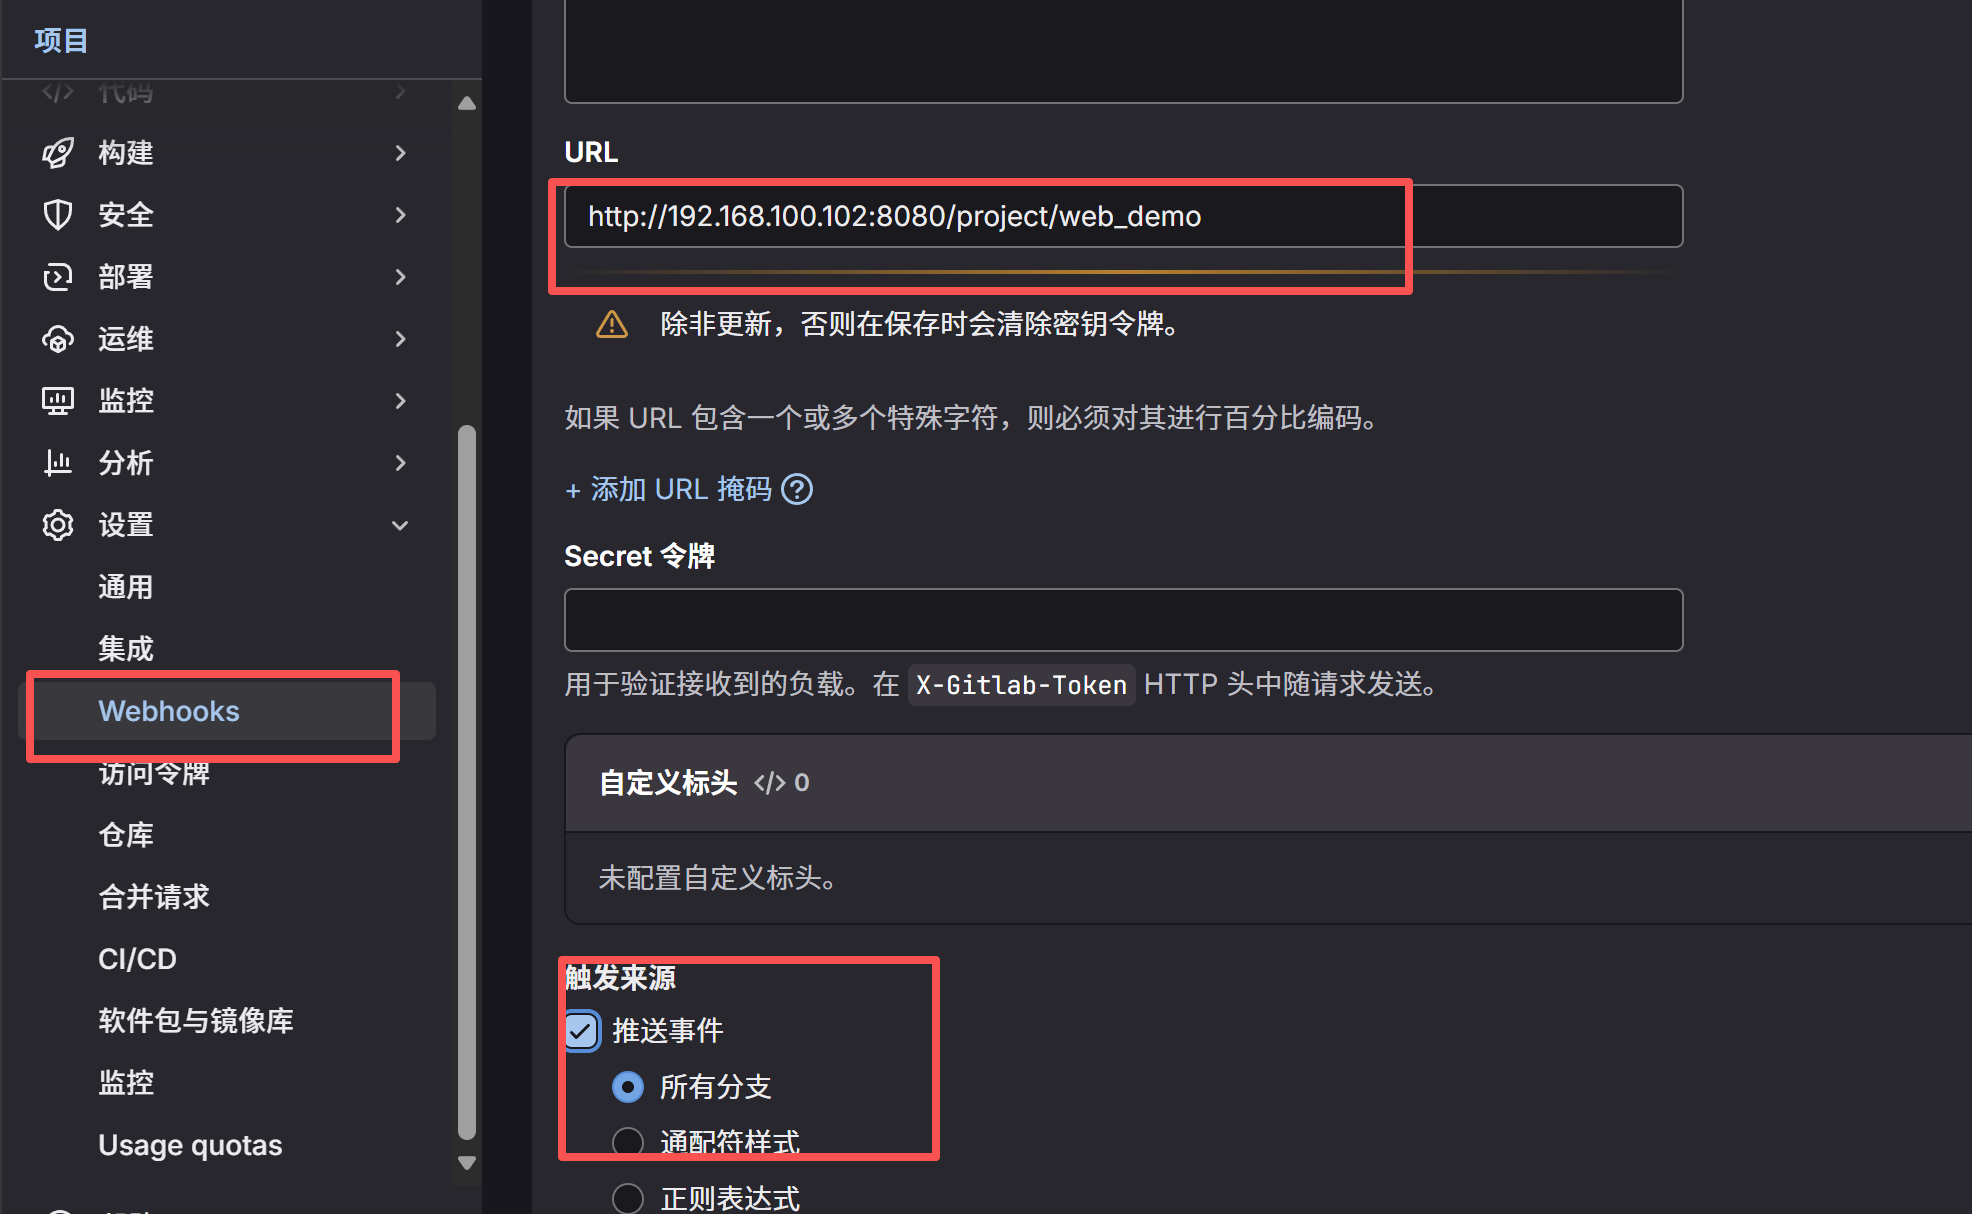 项目
代码
构建
安全
部署
运维
监控
分析
设置
通用
集成
Webhooks
访问令牌
仓库
合并请求
CI/CD
软件包与镜像库
监控
Usage quotas
URL
http://192.168.100.102:8080/project/web_demo
除非更新，否则在保存时会清除密钥令牌。
如果 URL 包含一个或多个特殊字符，则必须对其进行百分比编码。
+ 添加 URL 掩码
Secret 令牌
用于验证接收到的负载。在 X-Gitlab-Token HTTP 头中随请求发送。
自定义标头 </> 0
未配置自定义标头。
触发来源
推送事件
所有分支
通配符样式
正则表达式